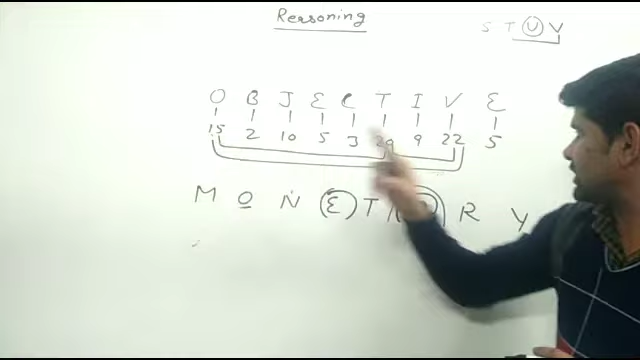 Reasoning
S T U V
O B J E C T I V E
15 2 10 5 3 20 9 22 5
M O N E T R Y